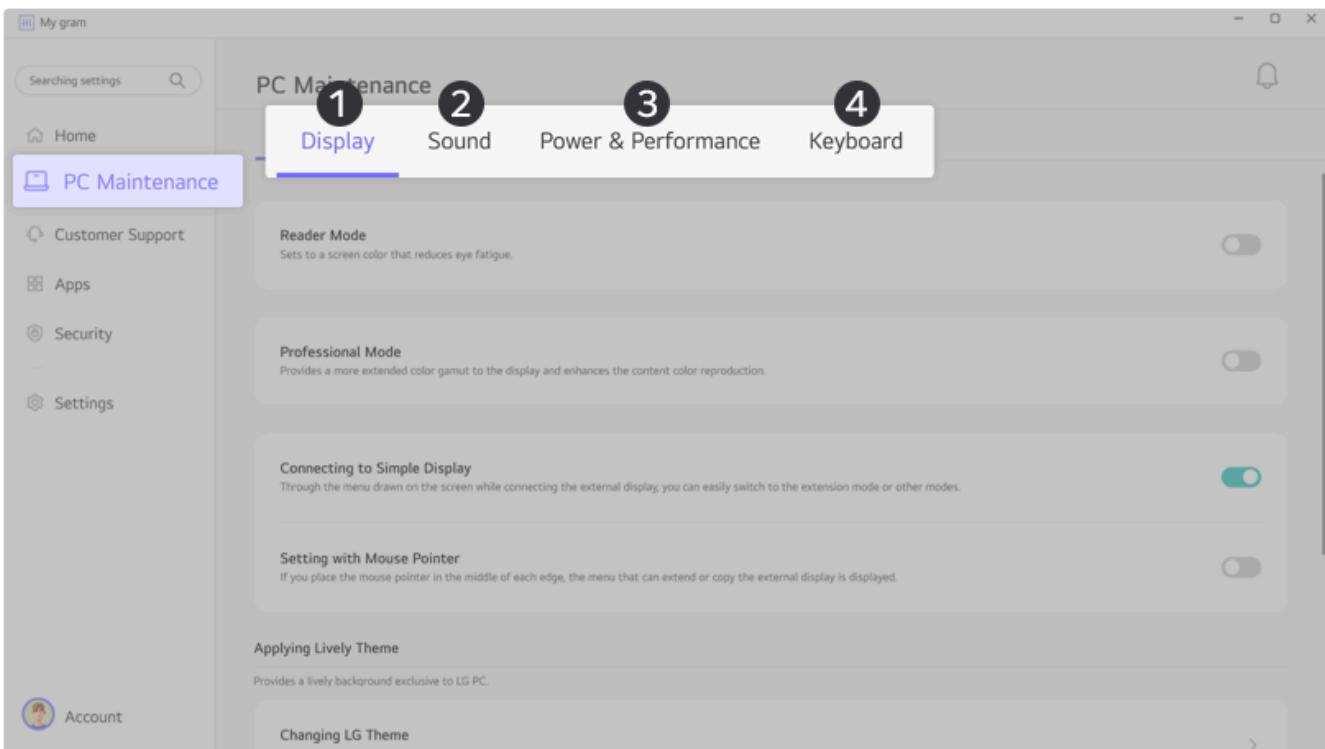 My gram
Searching settings
PC Maintenance
1 2 3 4
Display Sound Power & Performance Keyboard
Home
PC Maintenance
Customer Support
Apps
Security
Settings
Account
Reader Mode
Sets to a screen color that reduces eye fatigue.
Professional Mode
Provides a more extended color gamut to the display and enhances the content color reproduction.
Connecting to Simple Display
Through the menu drawn on the screen while connecting the external display, you can easily switch to the extension mode or other modes.
Setting with Mouse Pointer
If you place the mouse pointer in the middle of each edge, the menu that can extend or copy the external display is displayed.
Applying Lively Theme
Provides a lively background exclusive to LG PC.
Changing LG Theme